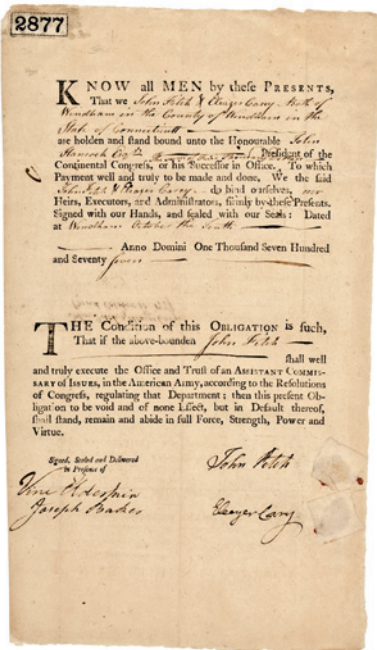 2877
KNOW all MEN by these PRESENTS,
That we John Fitch & Eleazer Cary Both of
Windham in the County of Windham in the
State of Connecticutt
are holden and stand bound unto the Honourable John
Hancock Esqr President of the
Continental Congress, or his Successor in Office. To which
Payment well and truly to be made and done, We the said
John Fitch & Eleazer Carey do bind ourselves, our
Heirs, Executors, and Administrators, firmly by these Presents.
Signed with our Hands, and sealed with our Seals: Dated
at Windham October the Tenth
Anno Domini One Thousand Seven Hundred
and Seventy seven
THE Condition of this OBLIGATION is such,
That if the above-bounden John Fitch
shall well
and truly execute the Office and Trust of an ASSISTANT COMMIS-
SARY of ISSUES, in the American Army, according to the Resolutions
of Congress, regulating that Department: then this present Ob-
ligation to be void and of none Effect, but in Default thereof,
shall stand, remain and abide in full Force, Strength, Power and
Virtue.
Signed, Sealed and Delivered
in Presence of
John Fitch
Vine Elderkin
Joseph Baker
Eleazer Cary